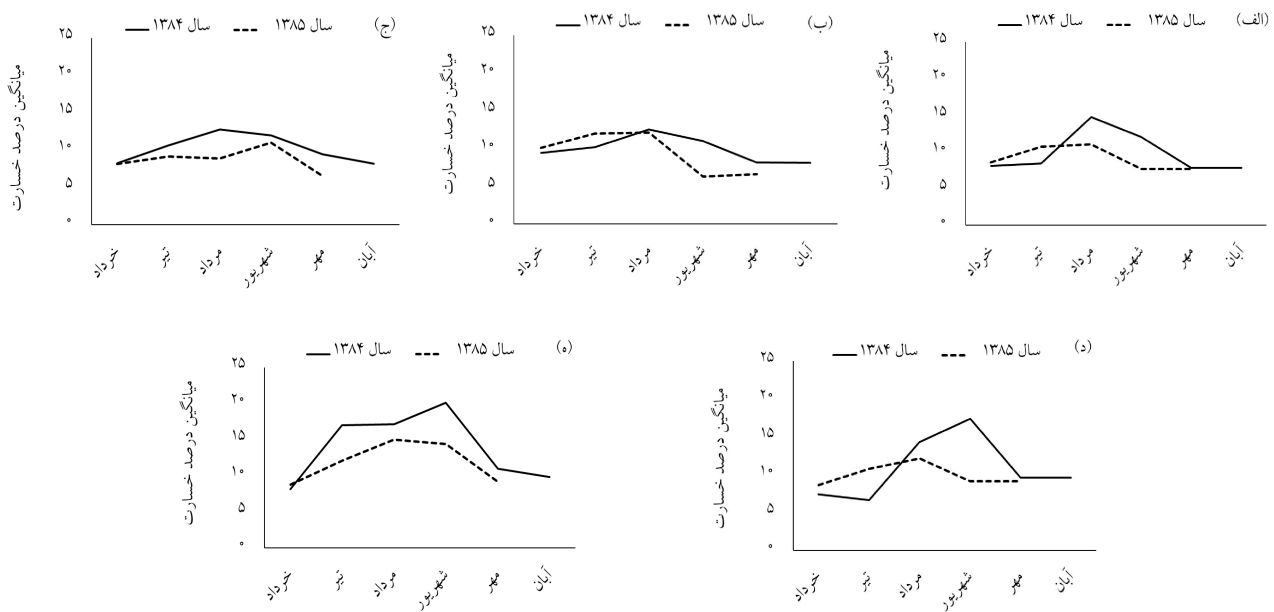 (الف)
سال ۱۳۸۴ سال ۱۳۸۵
میانگین درصد خسارت
۲۵
۲۰
۱۵
۱۰
۵
۰
خرداد تیر مرداد شهریور مهر آبان
(ب)
سال ۱۳۸۴ سال ۱۳۸۵
میانگین درصد خسارت
۲۵
۲۰
۱۵
۱۰
۵
۰
خرداد تیر مرداد شهریور مهر آبان
(ج)
سال ۱۳۸۴ سال ۱۳۸۵
میانگین درصد خسارت
۲۵
۲۰
۱۵
۱۰
۵
۰
خرداد تیر مرداد شهریور مهر آبان
(د)
سال ۱۳۸۴ سال ۱۳۸۵
میانگین درصد خسارت
۲۵
۲۰
۱۵
۱۰
۵
۰
خرداد تیر مرداد شهریور مهر آبان
(ه)
سال ۱۳۸۴ سال ۱۳۸۵
میانگین درصد خسارت
۲۵
۲۰
۱۵
۱۰
۵
۰
خرداد تیر مرداد شهریور مهر آبان